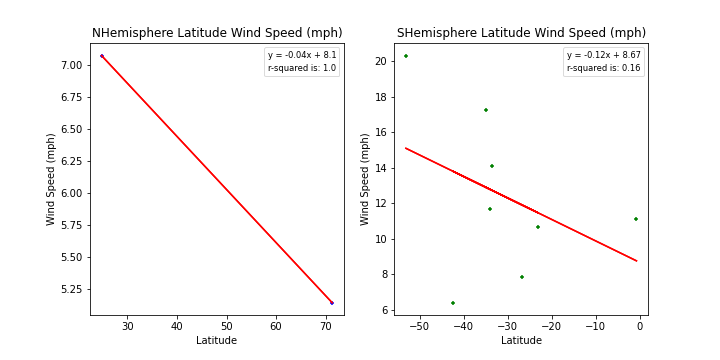 NHemisphere Latitude Wind Speed (mph)
y = -0.04x + 8.1
r-squared is: 1.0
Wind Speed (mph)
7.00
6.75
6.50
6.25
6.00
5.75
5.50
5.25
30 40 50 60 70
Latitude
SHemisphere Latitude Wind Speed (mph)
y = -0.12x + 8.67
r-squared is: 0.16
Wind Speed (mph)
20
18
16
14
12
10
8
6
−50 −40 −30 −20 −10 0
Latitude